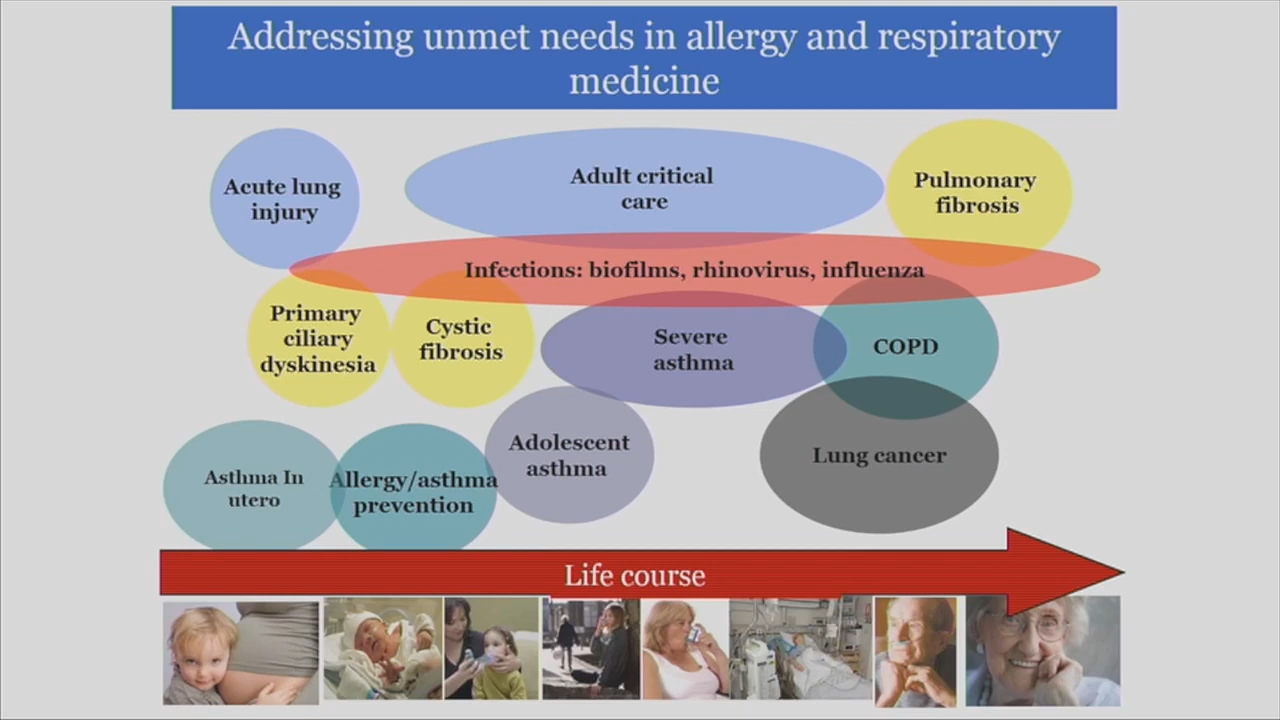 Addressing unmet needs in allergy and respiratory
medicine
Acute lung
injury
Adult critical
care
Pulmonary
fibrosis
Infections: biofilms, rhinovirus, influenza
Primary
ciliary
dyskinesia
Cystic
fibrosis
Severe
asthma
COPD
Adolescent
asthma
Lung cancer
Asthma In
utero
Allergy/asthma
prevention
Life course